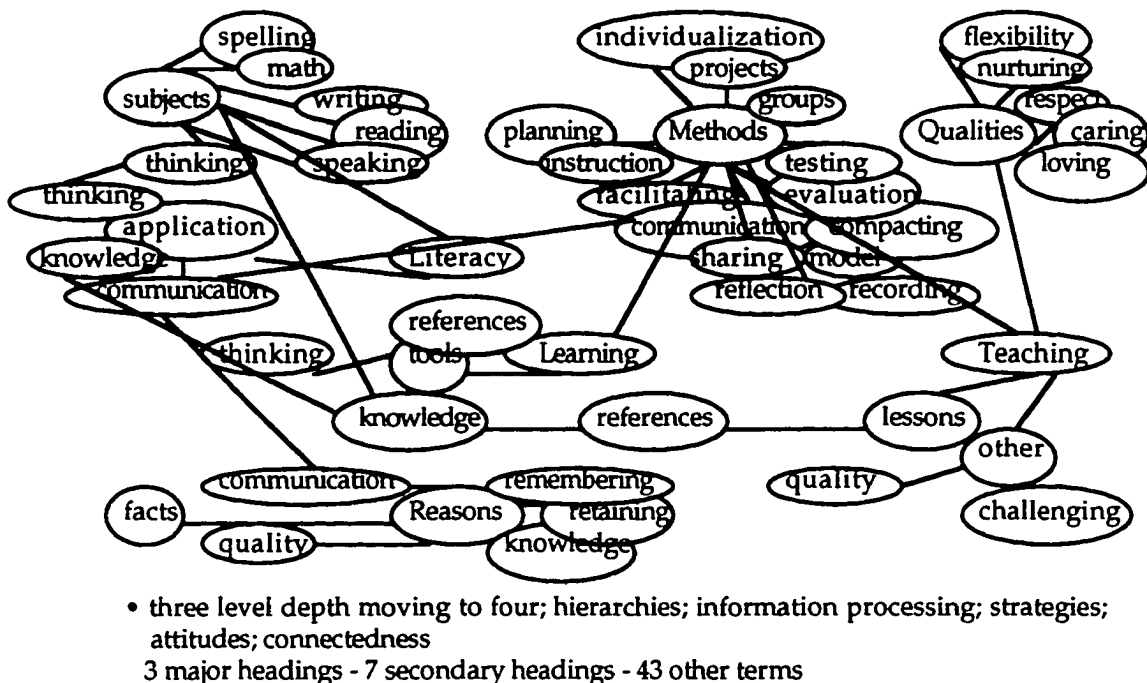 spelling
math
subjects
writing
reading
speaking
thinking
thinking
application
knowledge
communication
Literacy
individualization
projects
groups
Methods
planning
instruction
testing
evaluation
facilitating
communication
compacting
sharing
model
reflection
recording
flexibility
nurturing
respect
Qualities
caring
loving
references
thinking
tools
Learning
Teaching
knowledge
references
lessons
other
communication
remembering
quality
facts
Reasons
retaining
challenging
quality
knowledge
• three level depth moving to four; hierarchies; information processing; strategies;
attitudes; connectedness
3 major headings - 7 secondary headings - 43 other terms